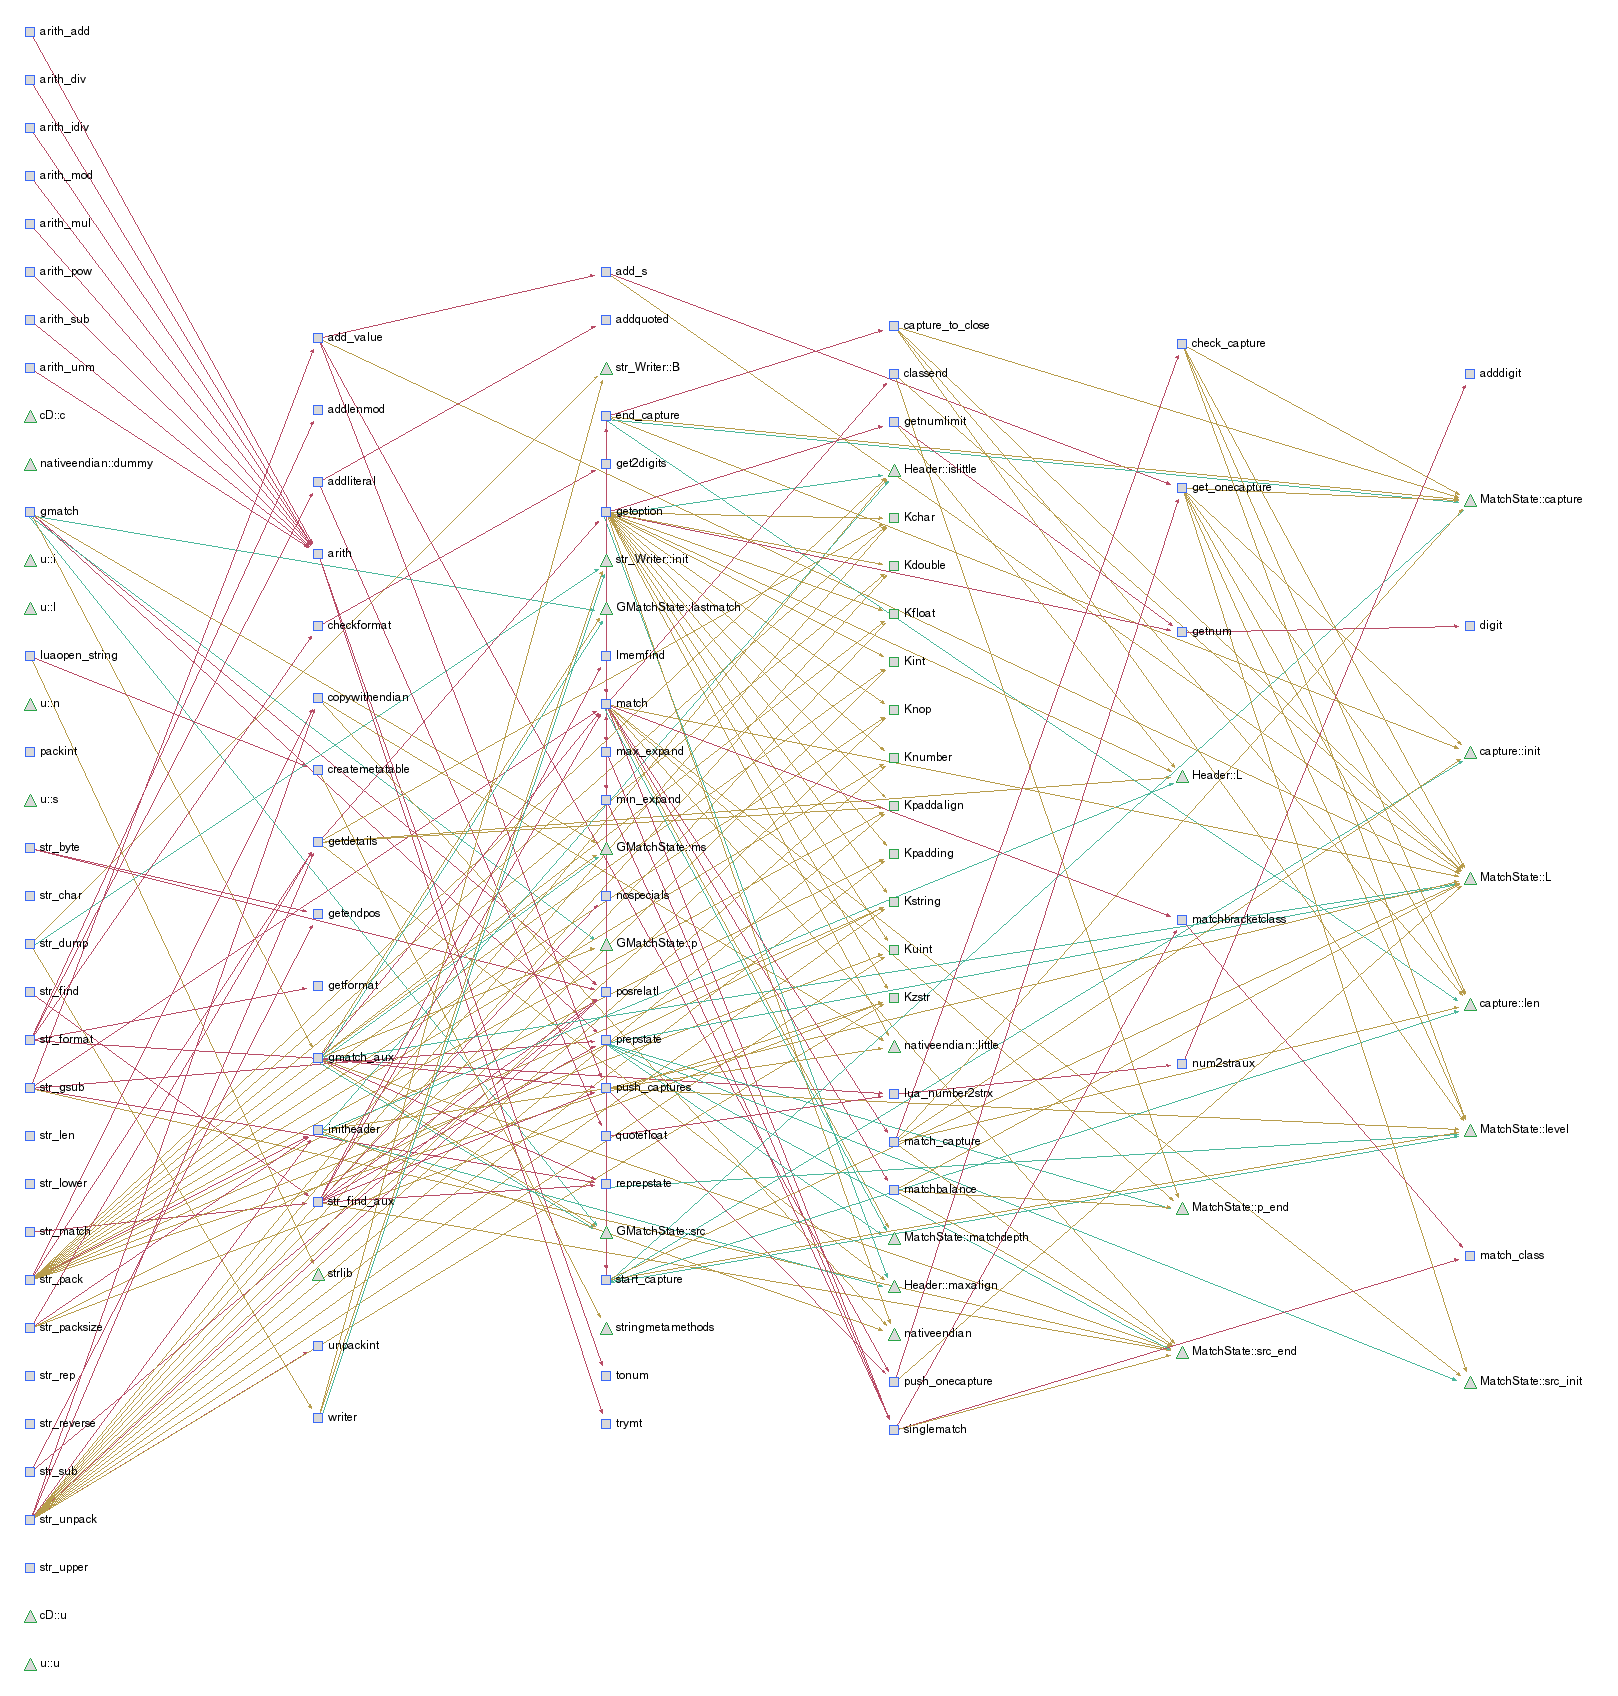 arith_add
arith_div
arith_idiv
arith_mod
arith_mul
arith_pow
arith_sub
arith_unm
cD::c
nativeendian::dummy
gmatch
u::i
u::l
luaopen_string
u::n
packint
u::s
str_byte
str_char
str_dump
str_find
str_format
str_gsub
str_len
str_lower
str_match
str_pack
str_packsize
str_rep
str_reverse
str_sub
str_unpack
str_upper
cD::u
u::u
add_value
addlenmod
addliteral
arith
checkformat
copywithendian
createmetatable
getdetails
getendpos
getformat
gmatch_aux
initheader
str_find_aux
strlib
unpackint
writer
add_s
addquoted
str_Writer::B
end_capture
get2digits
getoption
str_Writer::init
GMatchState::lastmatch
lmemfind
match
max_expand
min_expand
GMatchState::ms
nospecials
GMatchState::p
posrelatI
prepstate
push_captures
quotefloat
reprepstate
GMatchState::src
start_capture
stringmetamethods
tonum
trymt
capture_to_close
classend
getnumlimit
Header::islittle
Kchar
Kdouble
Kfloat
Kint
Knop
Knumber
Kpaddalign
Kpadding
Kstring
Kuint
Kzstr
nativeendian::little
lua_number2strx
match_capture
matchbalance
MatchState::matchdepth
Header::maxalign
nativeendian
push_onecapture
singlematch
check_capture
get_onecapture
getnum
Header::L
matchbracketclass
num2straux
MatchState::p_end
MatchState::src_end
adddigit
MatchState::capture
digit
capture::init
MatchState::L
capture::len
MatchState::level
match_class
MatchState::src_init